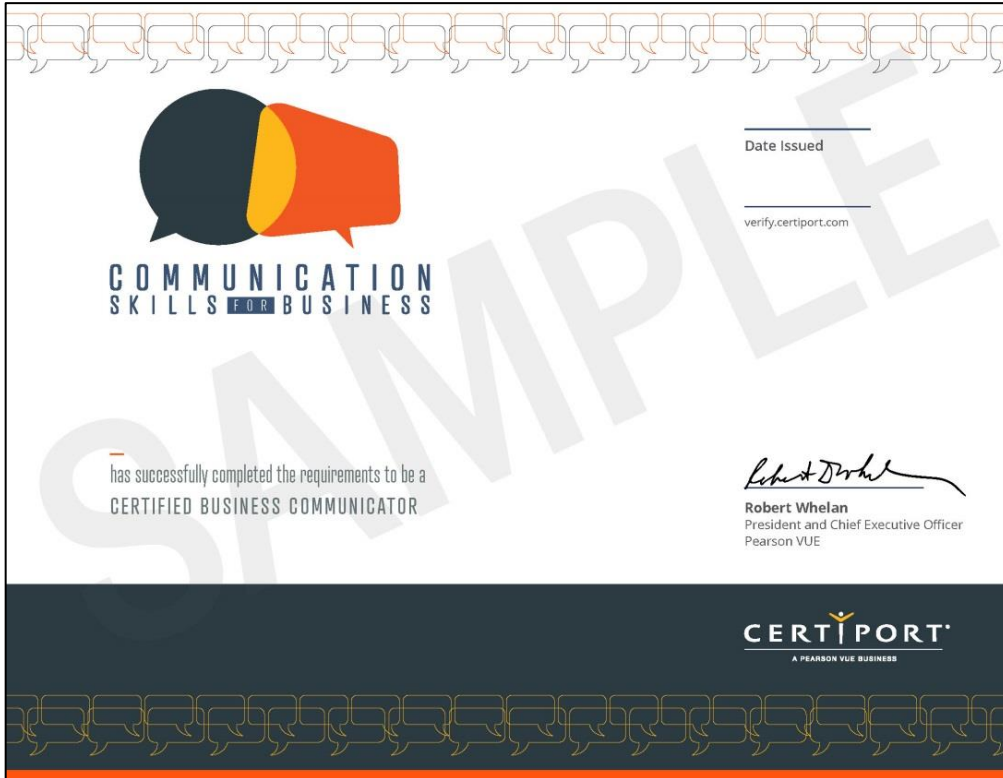 COMMUNICATION
SKILLS FOR BUSINESS
Date Issued
verify.certiport.com
SAMPLE
has successfully completed the requirements to be a
CERTIFIED BUSINESS COMMUNICATOR
Robert Whelan
President and Chief Executive Officer
Pearson VUE
CERTIPORT
A PEARSON VUE BUSINESS